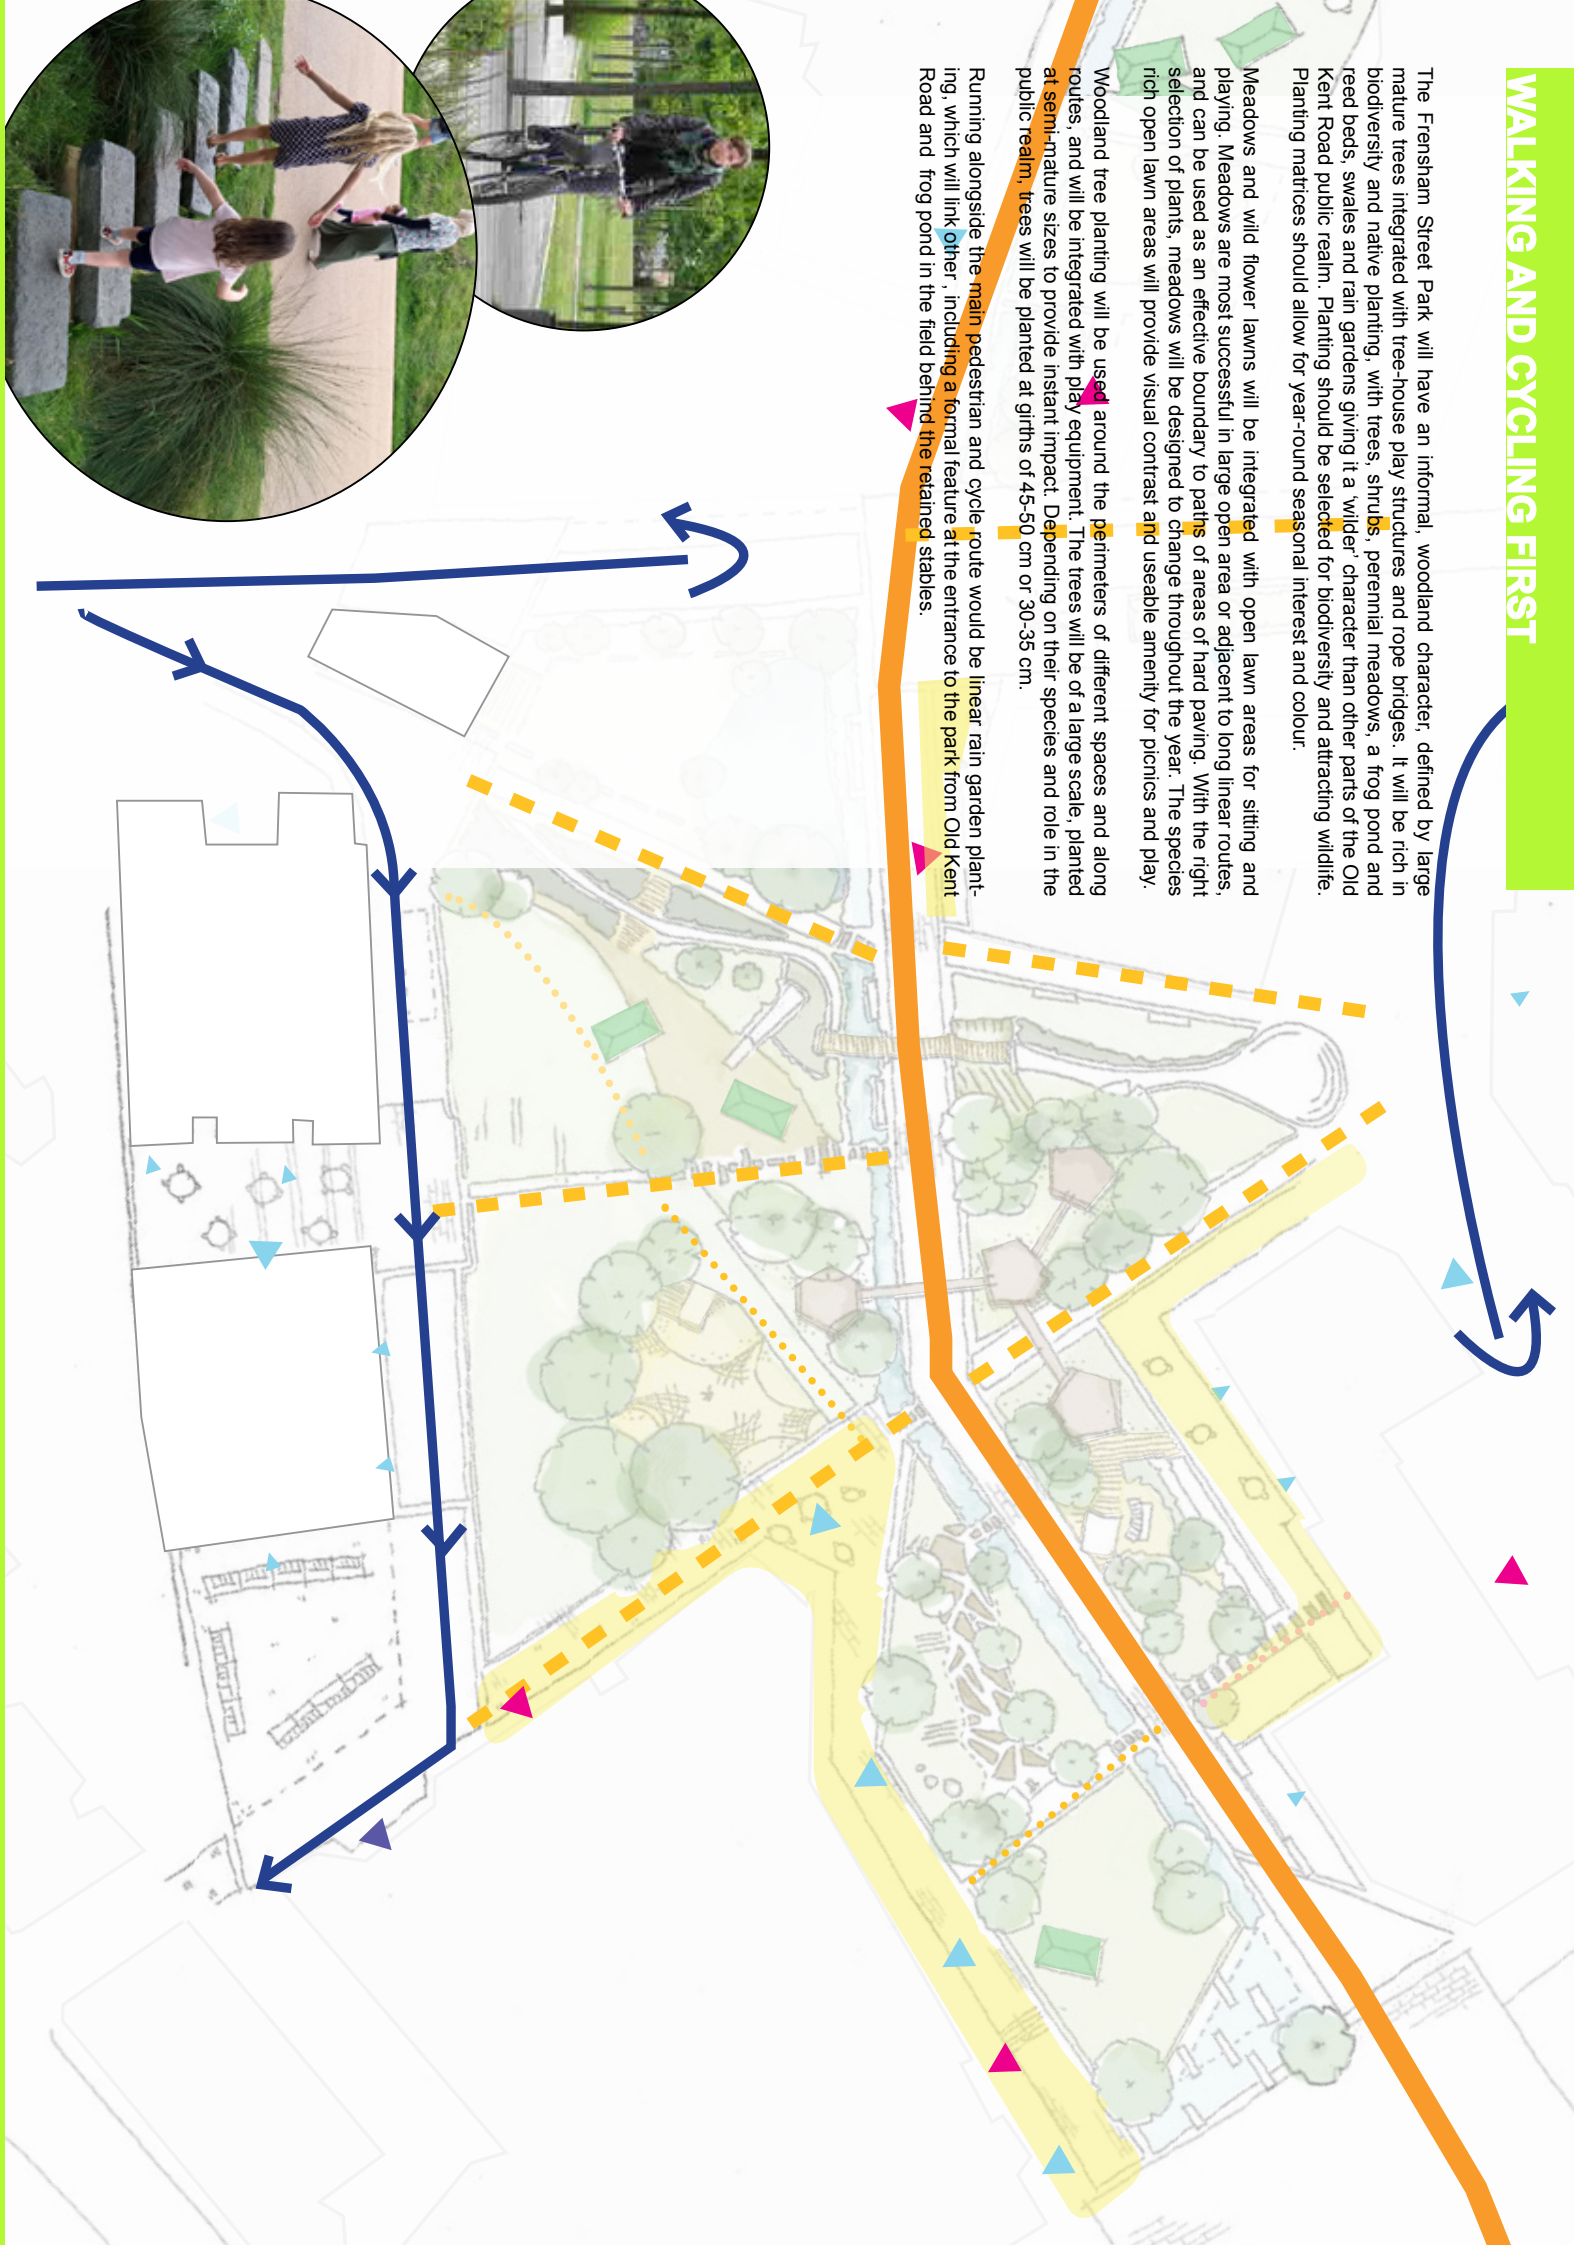 WALKING AND CYCLING FIRST
The Frensham Street Park will have an informal, woodland character, defined by large
mature trees integrated with tree-house play structures and rope bridges. It will be rich in
biodiversity and native planting, with trees, shrubs, perennial meadows, a frog pond and
reed beds, swales and rain gardens giving it a 'wilder' character than other parts of the Old
Kent Road public realm. Planting should be selected for biodiversity and attracting wildlife.
Planting matrices should allow for year-round seasonal interest and colour.
Meadows and wild flower lawns will be integrated with open lawn areas for sitting and
playing. Meadows are most successful in large open area or adjacent to long linear routes,
and can be used as an effective boundary to paths of areas of hard paving. With the right
selection of plants, meadows will be designed to change throughout the year. The species
rich open lawn areas will provide visual contrast and useable amenity for picnics and play.
Woodland tree planting will be used around the perimeters of different spaces and along
routes, and will be integrated with play equipment. The trees will be of a large scale, planted
at semi-mature sizes to provide instant impact. Depending on their species and role in the
public realm, trees will be planted at girths of 45-50 cm or 30-35 cm.
Running alongside the main pedestrian and cycle route would be linear rain garden plant-
ing, which will link other , including a formal feature at the entrance to the park from Old Kent
Road and frog pond in the field behind the retained stables.